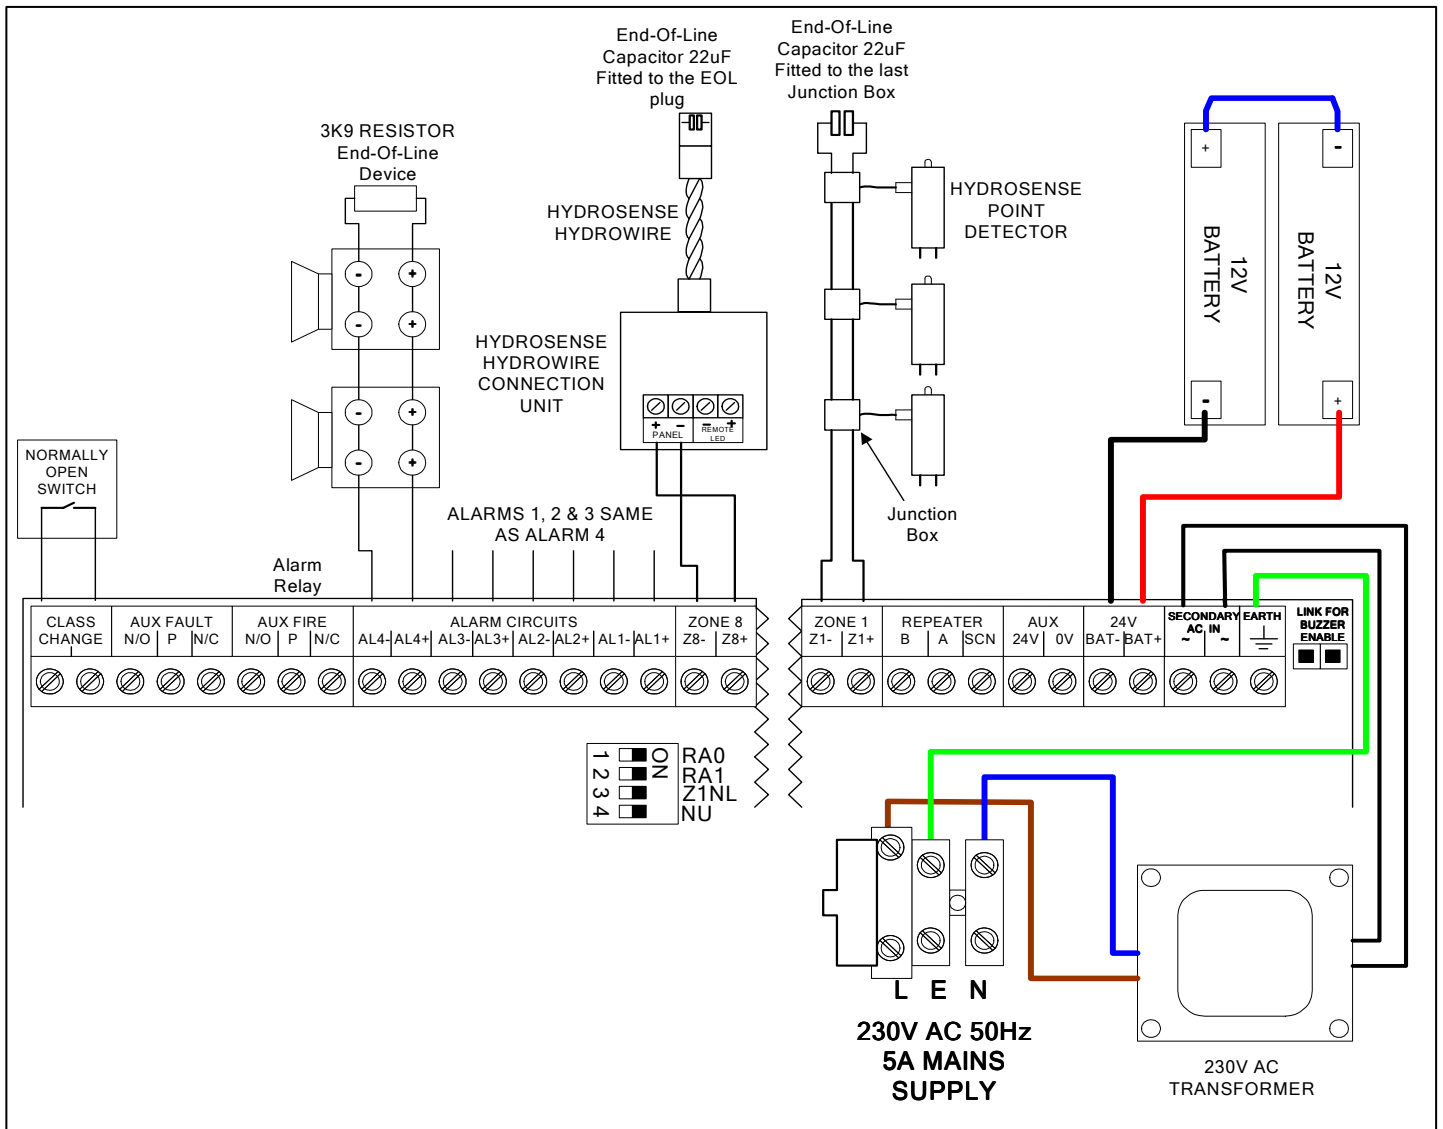 End-Of-Line
Capacitor 22uF
Fitted to the EOL
plug
End-Of-Line
Capacitor 22uF
Fitted to the last
Junction Box
3K9 RESISTOR
End-Of-Line
Device
HYDROSENSE
HYDROWIRE
HYDROSENSE
POINT
DETECTOR
+
-
12V
BATTERY
12V
BATTERY
-
+
- +
- +
- +
- +
HYDROSENSE
HYDROWIRE
CONNECTION
UNIT
+ - - +
PANEL
REMOTE
LED
NORMALLY
OPEN
SWITCH
ALARMS 1, 2 & 3 SAME
AS ALARM 4
Junction
Box
Alarm
Relay
CLASS
CHANGE
AUX FAULT
N/O P N/C
AUX FIRE
N/O P N/C
ALARM CIRCUITS
AL4- AL4+ AL3- AL3+ AL2- AL2+ AL1- AL1+
ZONE 8
Z8- Z8+
ZONE 1
Z1- Z1+
REPEATER
B A SCN
AUX
24V 0V
24V
BAT- BAT+
SECONDARY
AC IN
~ ~
EARTH
LINK FOR
BUZZER
ENABLE
1 2 3 4
ON
RA0
RA1
Z1NL
NU
L E N
230V AC 50Hz
5A MAINS
SUPPLY
230V AC
TRANSFORMER